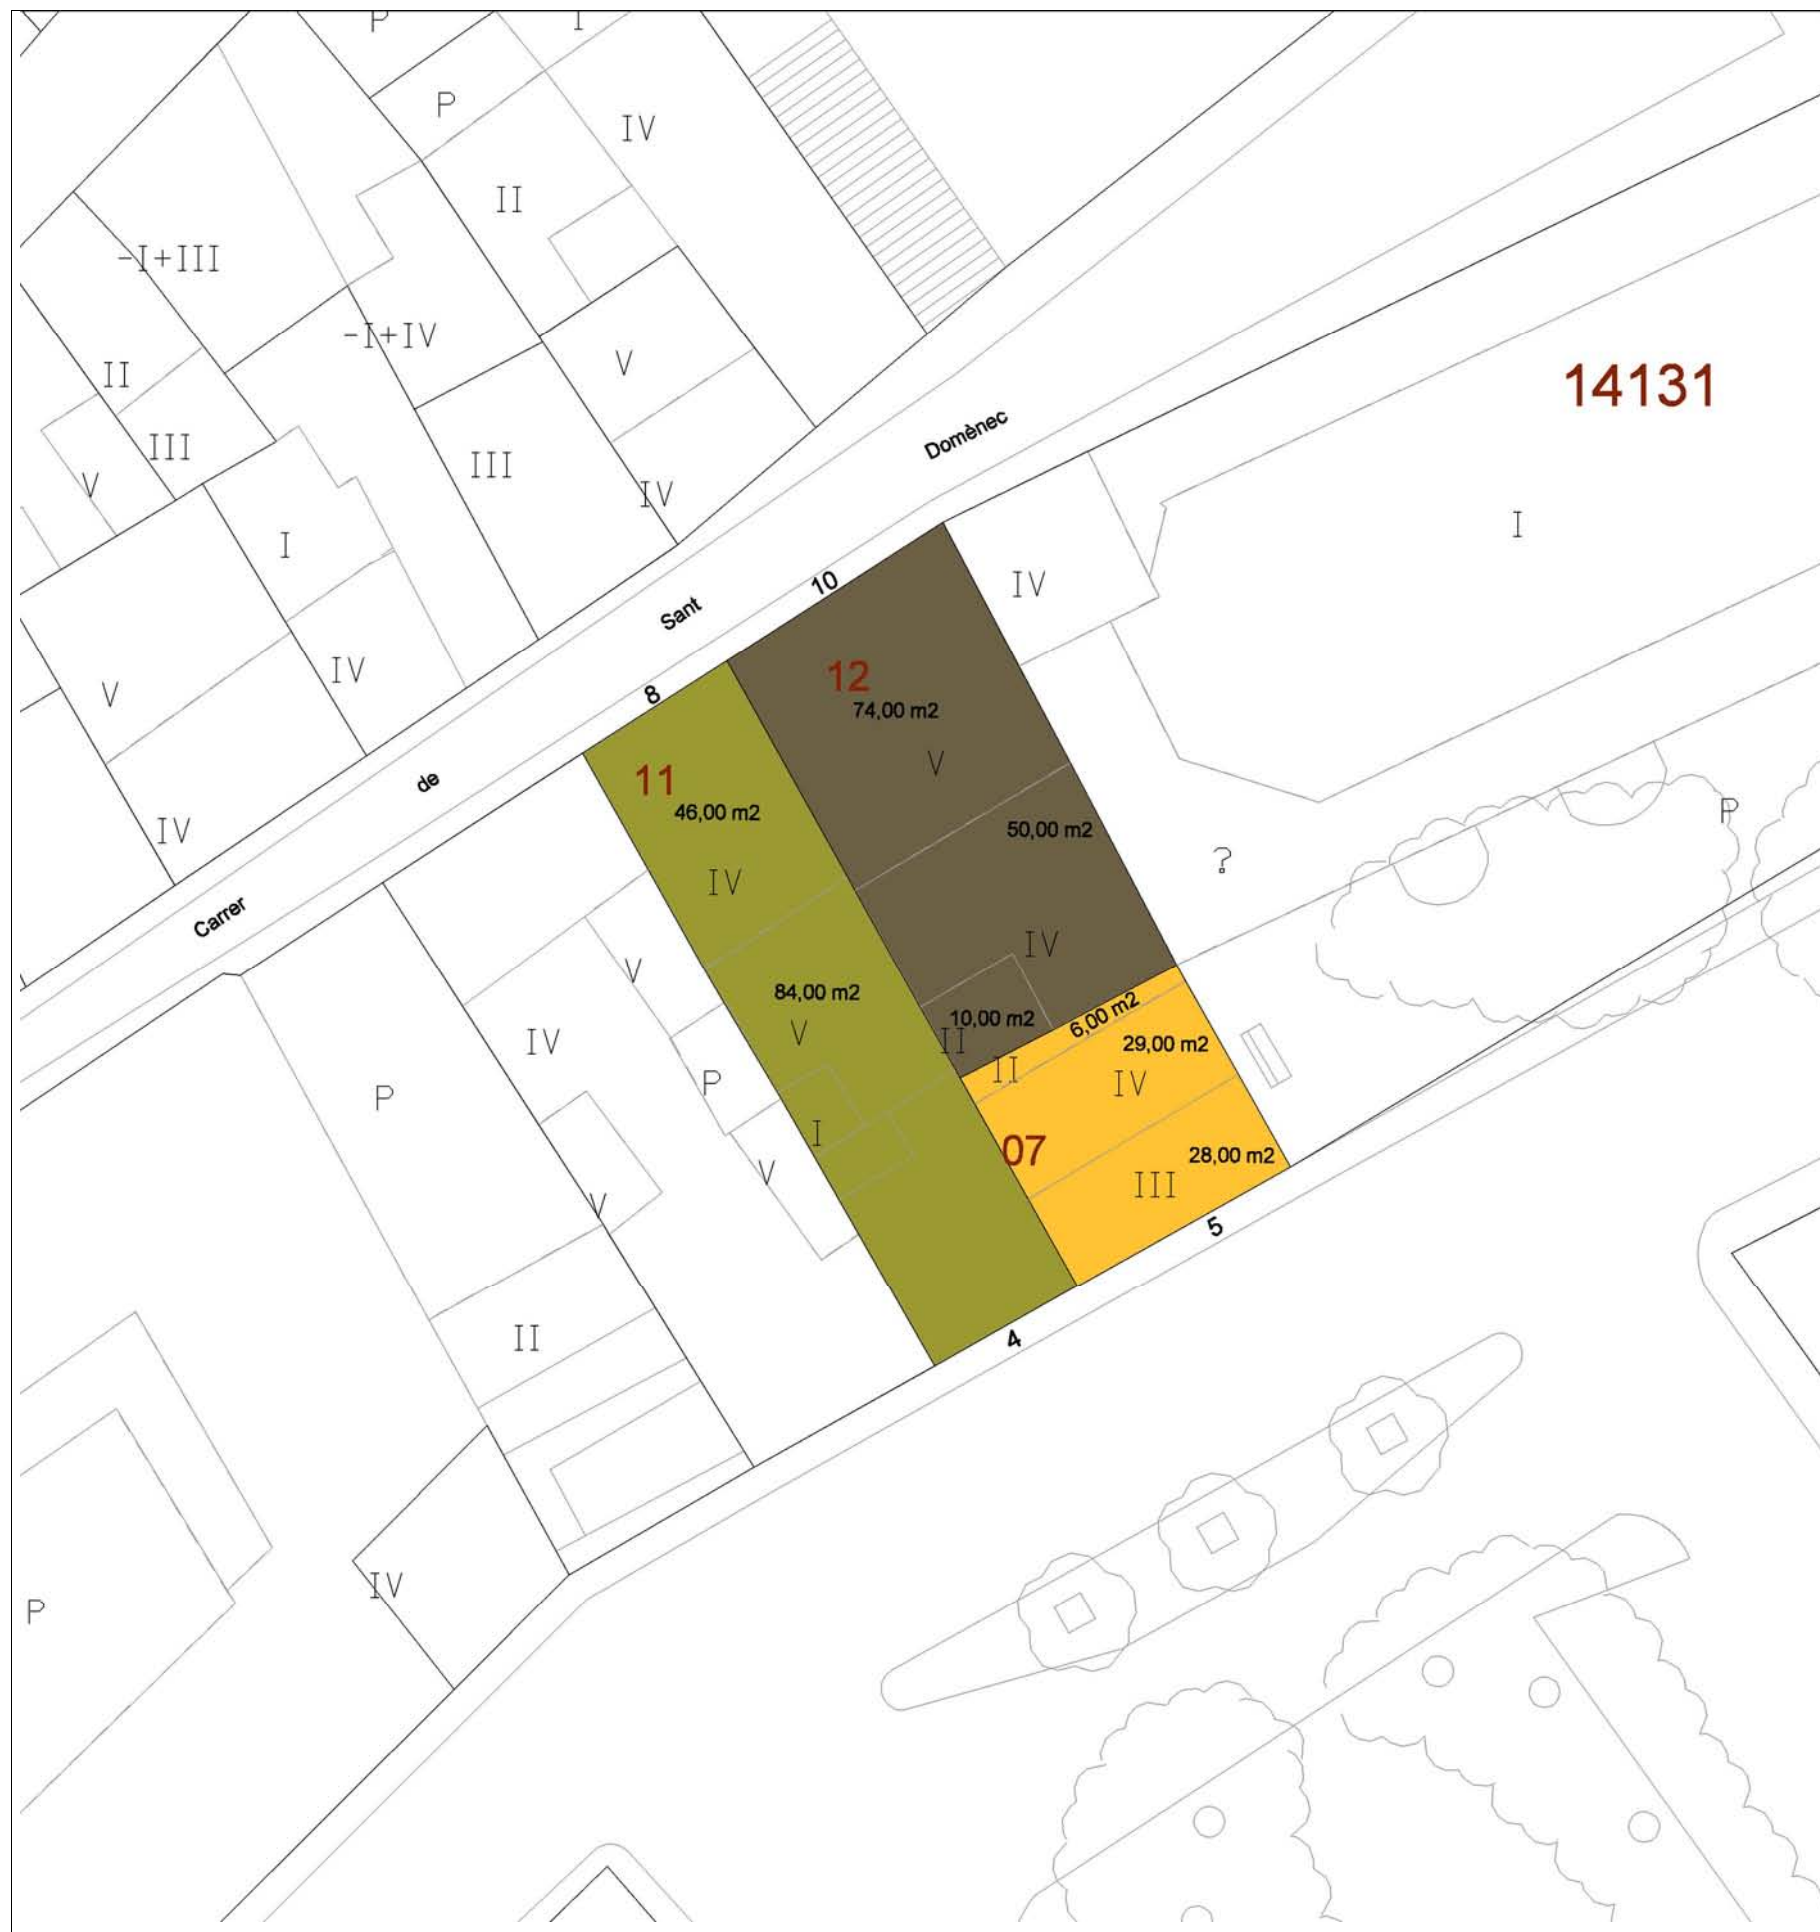 P
I
P
IV
II
-I+III
-I+IV
V
II
14131
III
Domènec
III
V
IV
I
I
10
IV
Sant
IV
12
8
V
74,00 m2
V
11
de
46,00 m2
P
IV
50,00 m2
IV
?
Carrer
IV
V
84,00 m2
10,00 m2
6,00 m2
V
IV
II
29,00 m2
II
P
IV
P
I
07
28,00 m2
V
III
V
5
4
II
IV
P